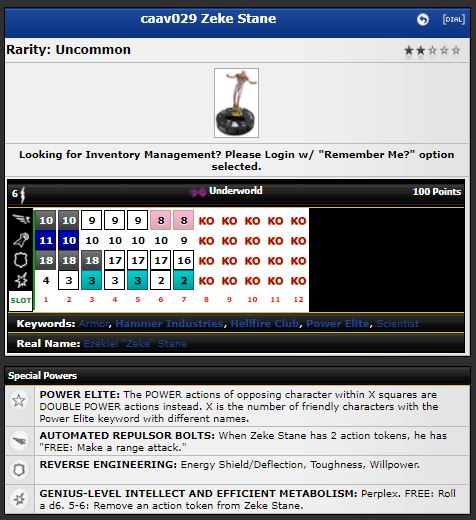 caav029 Zeke Stane
[DIAL]
Rarity: Uncommon
Looking for Inventory Management? Please Login w/ "Remember Me?" option
selected.
6 Underworld 100 Points
10 10 9 9 9 8 8 KO KO KO KO KO
11 10 10 10 10 10 9 KO KO KO KO KO
18 18 18 17 17 17 16 KO KO KO KO KO
4 3 3 3 3 2 2 KO KO KO KO KO
SLOT 1 2 3 4 5 6 7 8 9 10 11 12
Keywords: Armor, Hammer Industries, Hellfire Club, Power Elite, Scientist
Real Name: Ezekiel "Zeke" Stane
Special Powers
POWER ELITE: The POWER actions of opposing character within X squares are
DOUBLE POWER actions instead. X is the number of friendly characters with the
Power Elite keyword with different names.
AUTOMATED REPULSOR BOLTS: When Zeke Stane has 2 action tokens, he has
"FREE: Make a range attack."
REVERSE ENGINEERING: Energy Shield/Deflection, Toughness, Willpower.
GENIUS-LEVEL INTELLECT AND EFFICIENT METABOLISM: Perplex. FREE: Roll
a d6. 5-6: Remove an action token from Zeke Stane.